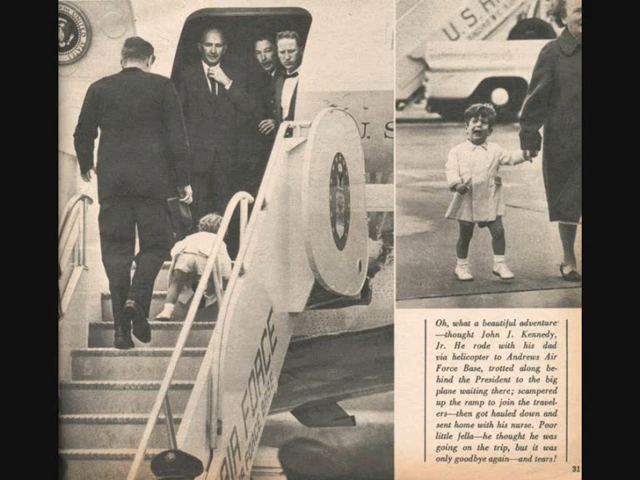 U.S.
U. S
AIR FORCE
Oh, what a beautiful adventure
—thought John J. Kennedy,
Jr. He rode with his dad
via helicopter to Andrews Air
Force Base, trotted along be-
hind the President to the big
plane waiting there; scampered
up the ramp to join the travel-
ers—then got hauled down and
sent home with his nurse. Poor
little fella—he thought he was
going on the trip, but it was
only goodbye again—and tears!
31